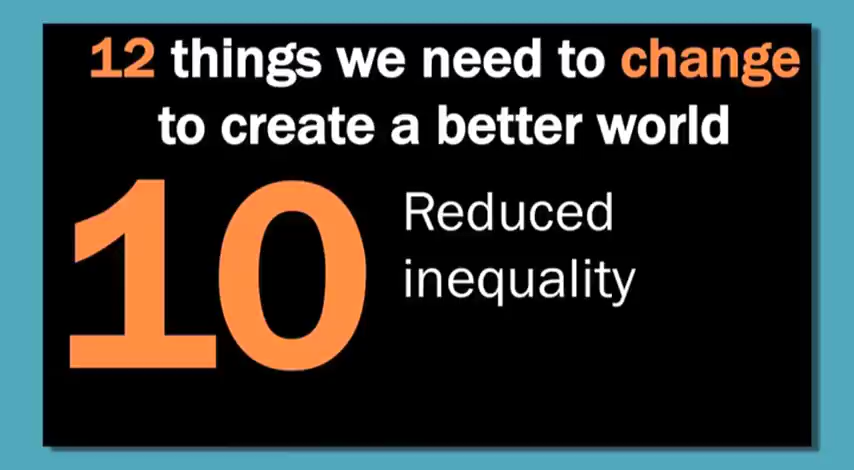 12 things we need to change
to create a better world
10
Reduced
inequality